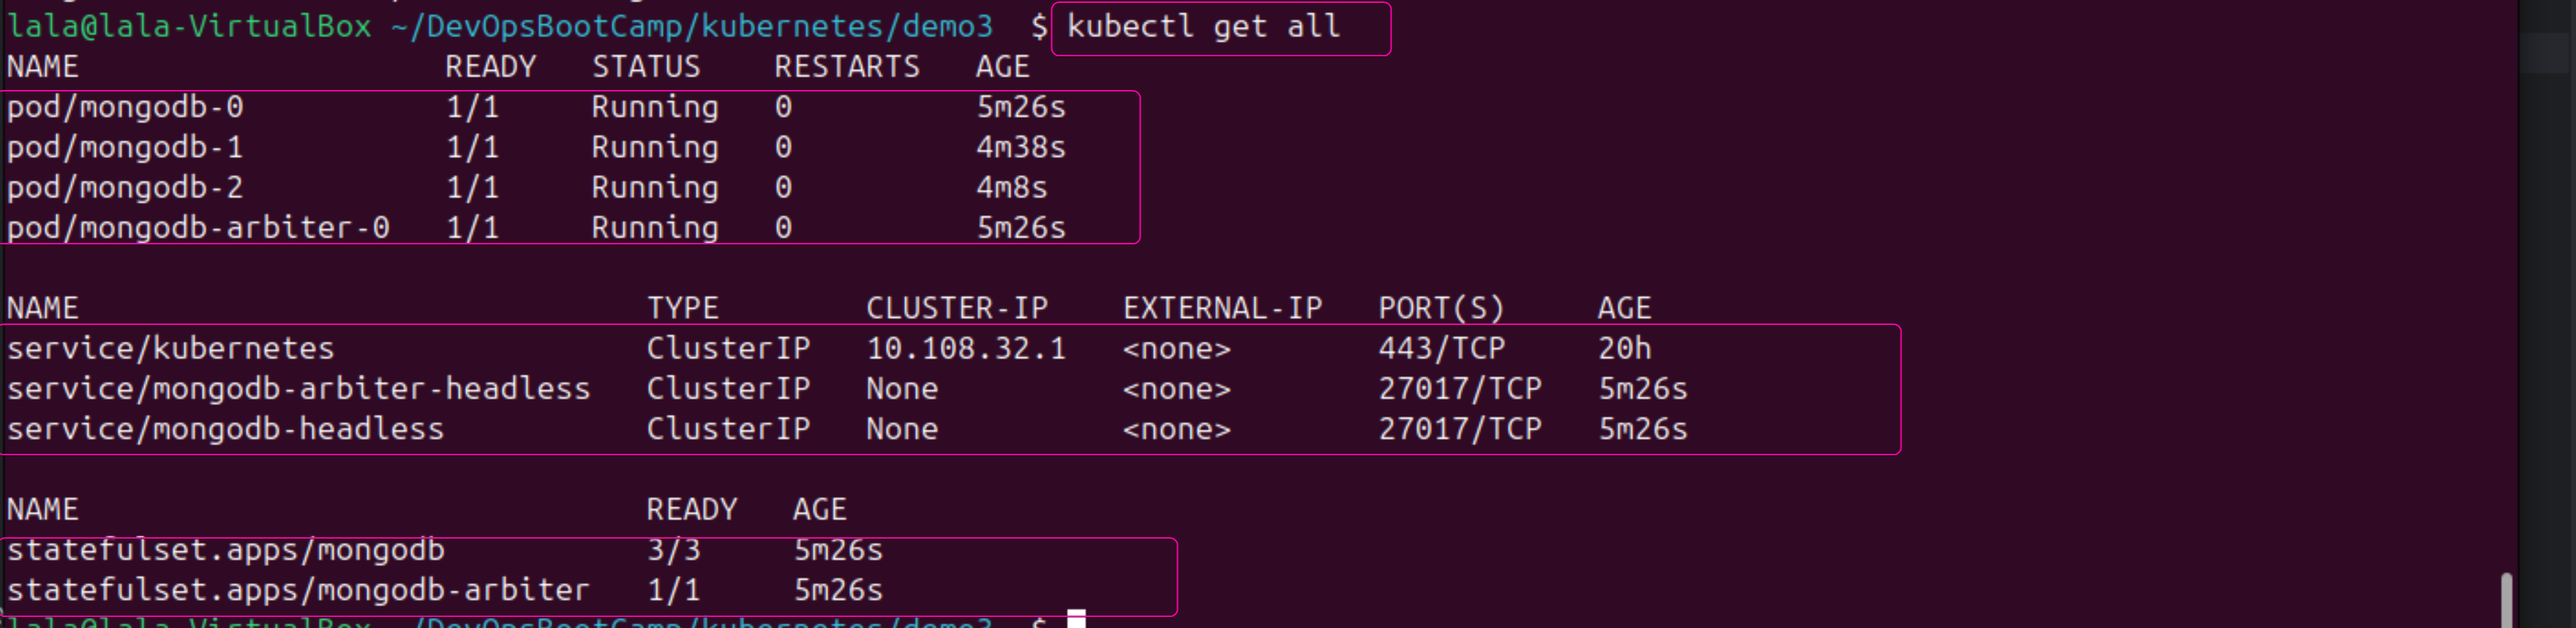 lala@lala-VirtualBox ~/DevOpsBootCamp/kubernetes/demo3 $ kubectl get all
NAME READY STATUS RESTARTS AGE
pod/mongodb-0 1/1 Running 0 5m26s
pod/mongodb-1 1/1 Running 0 4m38s
pod/mongodb-2 1/1 Running 0 4m8s
pod/mongodb-arbiter-0 1/1 Running 0 5m26s
NAME TYPE CLUSTER-IP EXTERNAL-IP PORT(S) AGE
service/kubernetes ClusterIP 10.108.32.1 <none> 443/TCP 20h
service/mongodb-arbiter-headless ClusterIP None <none> 27017/TCP 5m26s
service/mongodb-headless ClusterIP None <none> 27017/TCP 5m26s
NAME READY AGE
statefulset.apps/mongodb 3/3 5m26s
statefulset.apps/mongodb-arbiter 1/1 5m26s
lala@lala-VirtualBox ~/DevOpsBootCamp/kubernetes/demo3 $